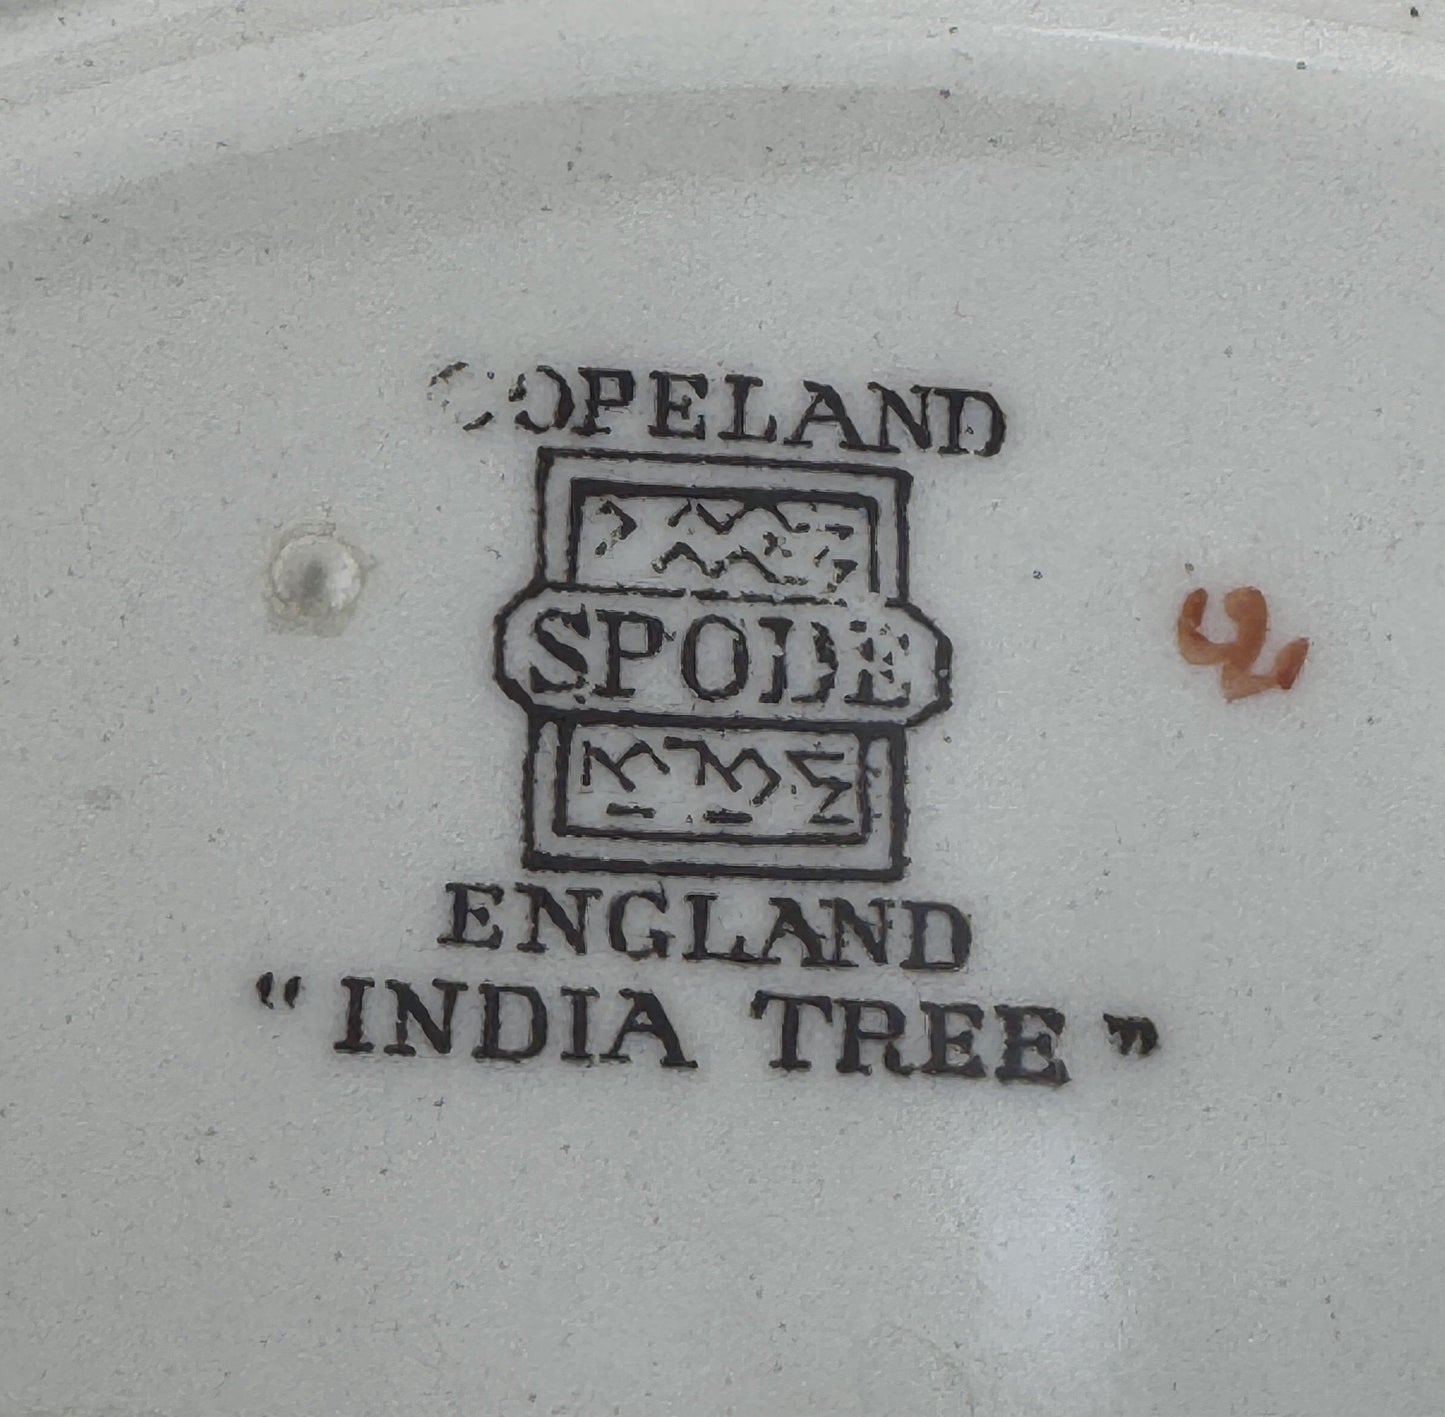 COPELAND
SPODE
ENGLAND
“INDIA TREE”